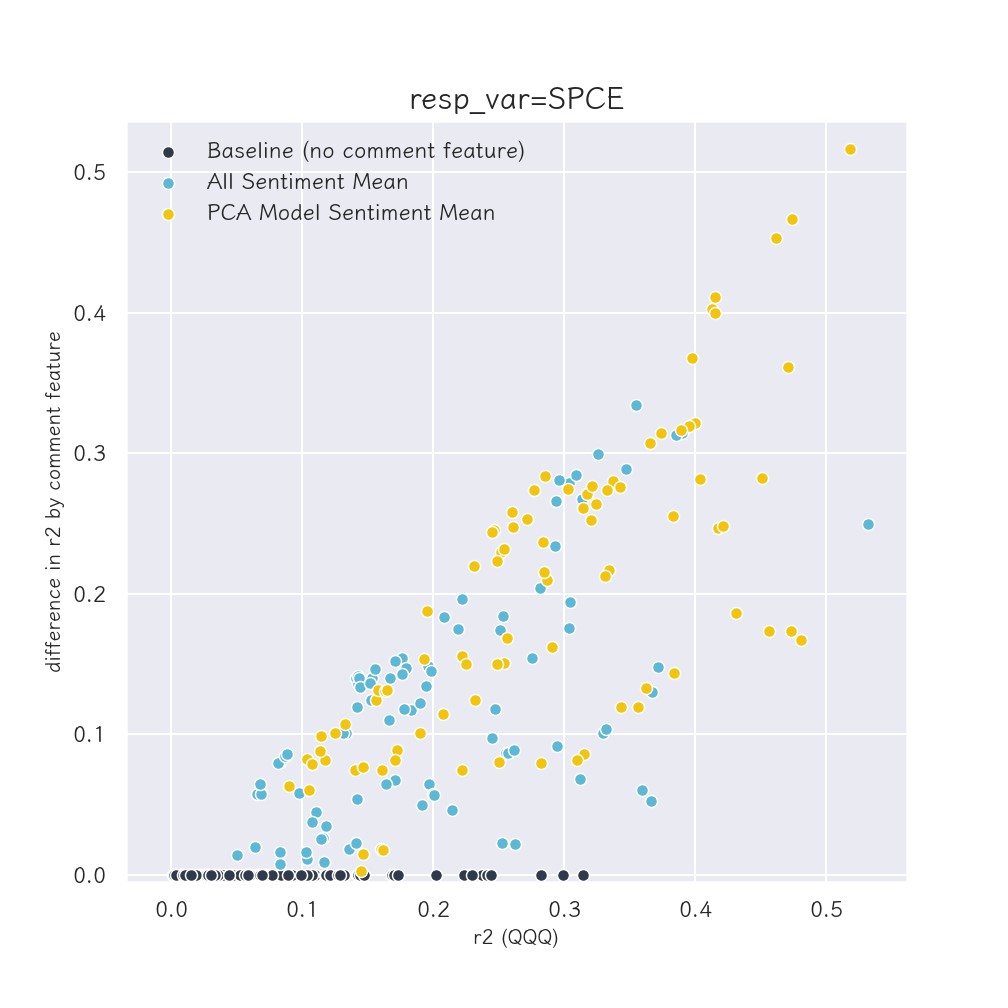 resp_var=SPCE
Baseline (no comment feature)
All Sentiment Mean
PCA Model Sentiment Mean
difference in r2 by comment feature
0.5
0.4
0.3
0.2
0.1
0.0
0.0 0.1 0.2 0.3 0.4 0.5
r2 (QQQ)